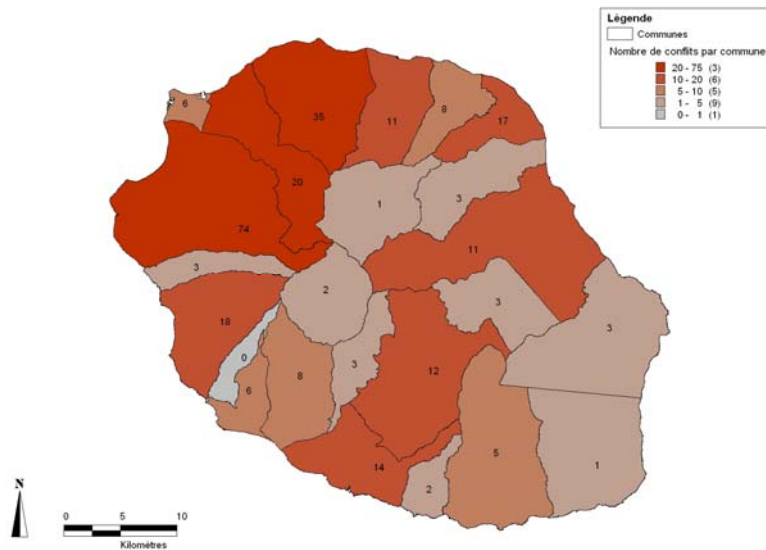 Légende
Communes
Nombre de conflits par commune
20 - 75 (3)
10 - 20 (6)
5 - 10 (5)
1 - 5 (9)
0 - 1 (1)
6
35
11
8
17
20
1
3
74
11
3
2
3
3
18
0
3
12
6
8
5
14
2
1
N
0 5 10
Kilomètres